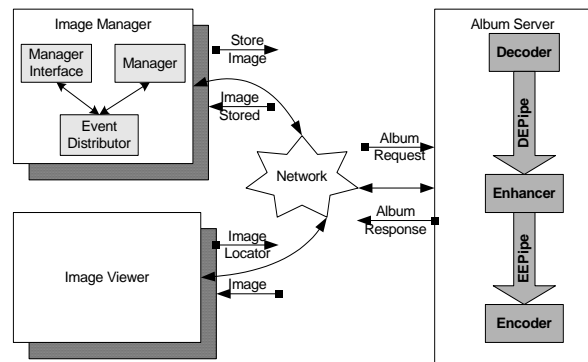 Image Manager
Manager
Interface
Manager
Event
Distributor
Store
Image
Image
Stored
Network
Album
Request
Album
Response
Image Viewer
Image
Locator
Image
Album Server
Decoder
DEPipe
Enhancer
EEPipe
Encoder